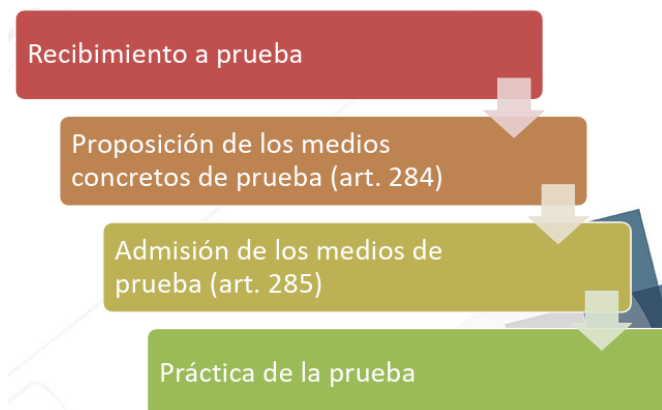 Recibimiento a prueba
Proposición de los medios
concretos de prueba (art. 284)
Admisión de los medios de
prueba (art. 285)
Práctica de la prueba